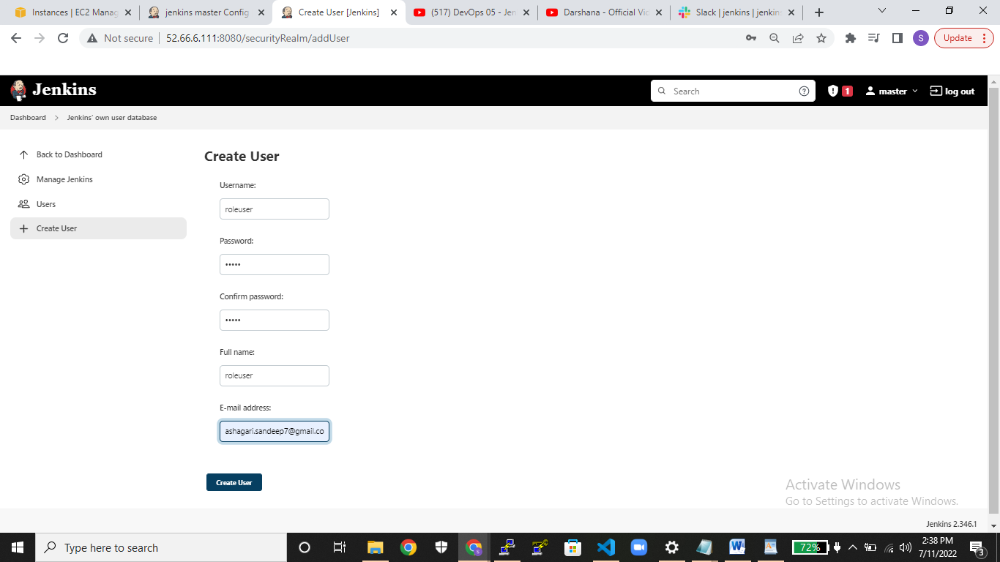 Instances | EC2 Manag
jenkins master Config
Create User [Jenkins]
(517) DevOps 05 - Jen
Darshana - Official Vid
Slack | jenkins | jenkins
Not secure
52.66.6.111:8080/securityRealm/addUser
S
Update
Jenkins
Search
1
master
log out
Dashboard
Jenkins' own user database
Back to Dashboard
Manage Jenkins
Users
Create User
Create User
Username:
roleuser
Password:
•••••
Confirm password:
•••••
Full name:
roleuser
E-mail address:
ashagari.sandeep7@gmail.co
Create User
Activate Windows
Go to Settings to activate Windows.
Jenkins 2.346.1
Type here to search
72%
2:38 PM
7/11/2022
3